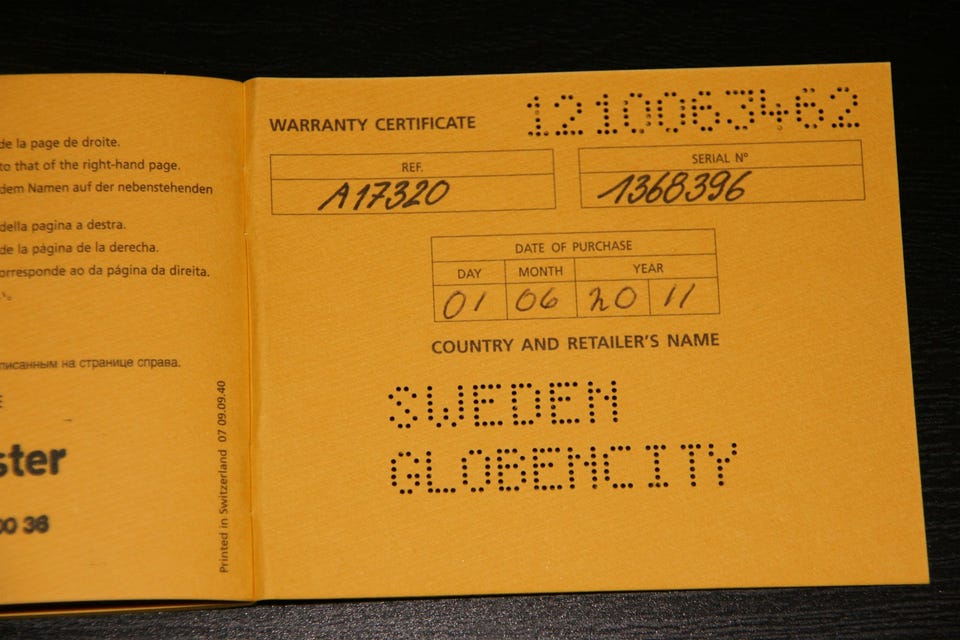 de la page de droite.
to that of the right-hand page.
dem Namen auf der nebenstehenden
della pagina a destra.
de la página de la derecha.
orresponde ao da página da direita.
писанным на странице справа.
E
ster
00 36
Printed in Switzerland 07 09.09.40
WARRANTY CERTIFICATE
1210063462
REF.
A17320
SERIAL Nº
1368396
DATE OF PURCHASE
DAY MONTH YEAR
01 06 20 11
COUNTRY AND RETAILER'S NAME
SWEDEN
GLOBENCITY